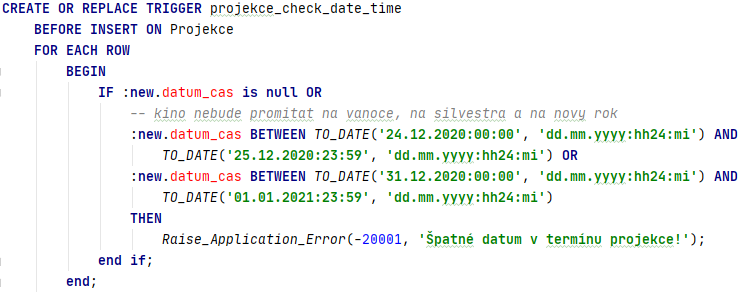 CREATE OR REPLACE TRIGGER projekce_check_date_time
BEFORE INSERT ON Projekce
FOR EACH ROW
BEGIN
IF :new.datum_cas is null OR
-- kino nebude promitat na vanoce, na silvestra a na novy rok
:new.datum_cas BETWEEN TO_DATE('24.12.2020:00:00', 'dd.mm.yyyy:hh24:mi') AND
TO_DATE('25.12.2020:23:59', 'dd.mm.yyyy:hh24:mi') OR
:new.datum_cas BETWEEN TO_DATE('31.12.2020:00:00', 'dd.mm.yyyy:hh24:mi') AND
TO_DATE('01.01.2021:23:59', 'dd.mm.yyyy:hh24:mi')
THEN
Raise_Application_Error(-20001, 'Špatné datum v termínu projekce!');
end if;
end;